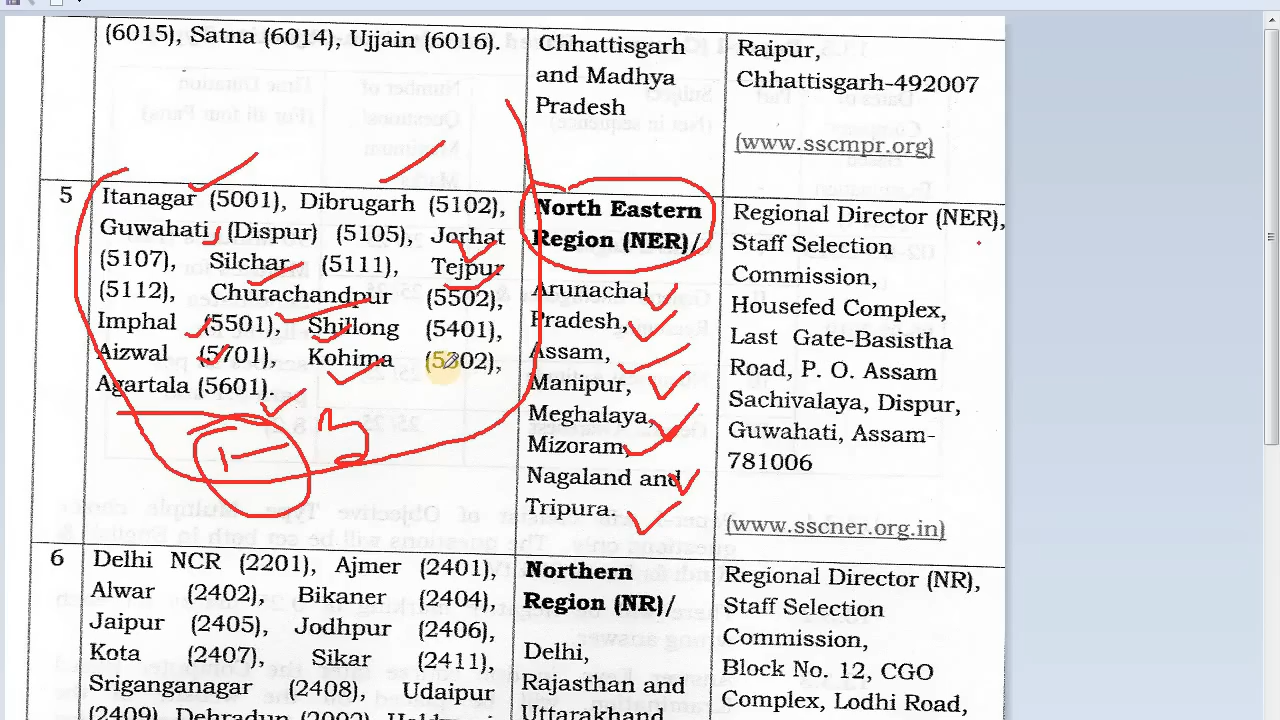 (6015), Satna (6014), Ujjain (6016).
Chhattisgarh
and Madhya
Pradesh
Raipur,
Chhattisgarh-492007
(www.sscmpr.org)
5
Itanagar (5001), Dibrugarh (5102),
Guwahati (Dispur) (5105), Jorhat
(5107), Silchar (5111), Tejpur
(5112), Churachandpur (5502),
Imphal (5501), Shillong (5401),
Aizwal (5701), Kohima (5302),
Agartala (5601).
North Eastern
Region (NER)/
Arunachal
Pradesh,
Assam,
Manipur,
Meghalaya,
Mizoram,
Nagaland and
Tripura.
Regional Director (NER),
Staff Selection
Commission,
Housefed Complex,
Last Gate-Basistha
Road, P. O. Assam
Sachivalaya, Dispur,
Guwahati, Assam-
781006
(www.sscner.org.in)
6
Delhi NCR (2201), Ajmer (2401),
Alwar (2402), Bikaner (2404),
Jaipur (2405), Jodhpur (2406),
Kota (2407), Sikar (2411),
Sriganganagar (2408), Udaipur
(2409), Dehradun (2002),
Northern
Region (NR)/
Delhi,
Rajasthan and
Uttarakhand
Regional Director (NR),
Staff Selection
Commission,
Block No. 12, CGO
Complex, Lodhi Road,